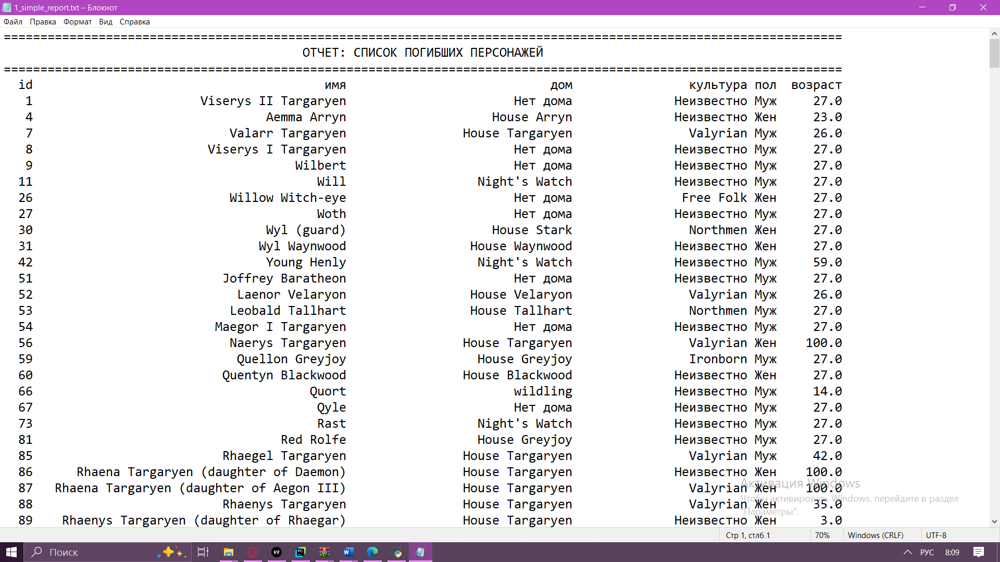 1_simple_report.txt – Блокнот
Файл Правка Формат Вид Справка
===================================================================================================================
ОТЧЕТ: СПИСОК ПОГИБШИХ ПЕРСОНАЖЕЙ
===================================================================================================================
id имя дом культура пол возраст
1 Viserys II Targaryen Нет дома Неизвестно Муж 27.0
4 Aemma Arryn House Arryn Неизвестно Жен 23.0
7 Valarr Targaryen House Targaryen Valyrian Муж 26.0
8 Viserys I Targaryen Нет дома Неизвестно Муж 27.0
9 Wilbert Нет дома Неизвестно Муж 27.0
11 Will Night's Watch Неизвестно Муж 27.0
26 Willow Witch-eye Нет дома Free Folk Жен 27.0
27 Woth Нет дома Неизвестно Муж 27.0
30 Wyl (guard) House Stark Northmen Жен 27.0
31 Wyl Waynwood House Waynwood Неизвестно Жен 27.0
42 Young Henly Night's Watch Неизвестно Муж 59.0
51 Joffrey Baratheon Нет дома Неизвестно Муж 27.0
52 Laenor Velaryon House Velaryon Valyrian Муж 26.0
53 Leobald Tallhart House Tallhart Northmen Муж 27.0
54 Maegor I Targaryen Нет дома Неизвестно Муж 27.0
56 Naerys Targaryen House Targaryen Valyrian Жен 100.0
59 Quellon Greyjoy House Greyjoy Ironborn Муж 27.0
60 Quentyn Blackwood House Blackwood Неизвестно Жен 27.0
66 Quort wildling Неизвестно Муж 14.0
67 Qyle Нет дома Неизвестно Муж 27.0
73 Rast Night's Watch Неизвестно Муж 27.0
81 Red Rolfe House Greyjoy Неизвестно Муж 27.0
85 Rhaegel Targaryen House Targaryen Valyrian Муж 42.0
86 Rhaena Targaryen (daughter of Daemon) House Targaryen Неизвестно Жен 100.0
87 Rhaena Targaryen (daughter of Aegon III) House Targaryen Valyrian Жен 100.0
88 Rhaenys Targaryen House Targaryen Valyrian Жен 35.0
89 Rhaenys Targaryen (daughter of Rhaegar) House Targaryen Неизвестно Жен 3.0
Активация Windows
Чтобы активировать Windows, перейдите в раздел
"Параметры".
Стр 1, стлб 1 70% Windows (CRLF) UTF-8
Поиск V2 PC W РУС 8:09